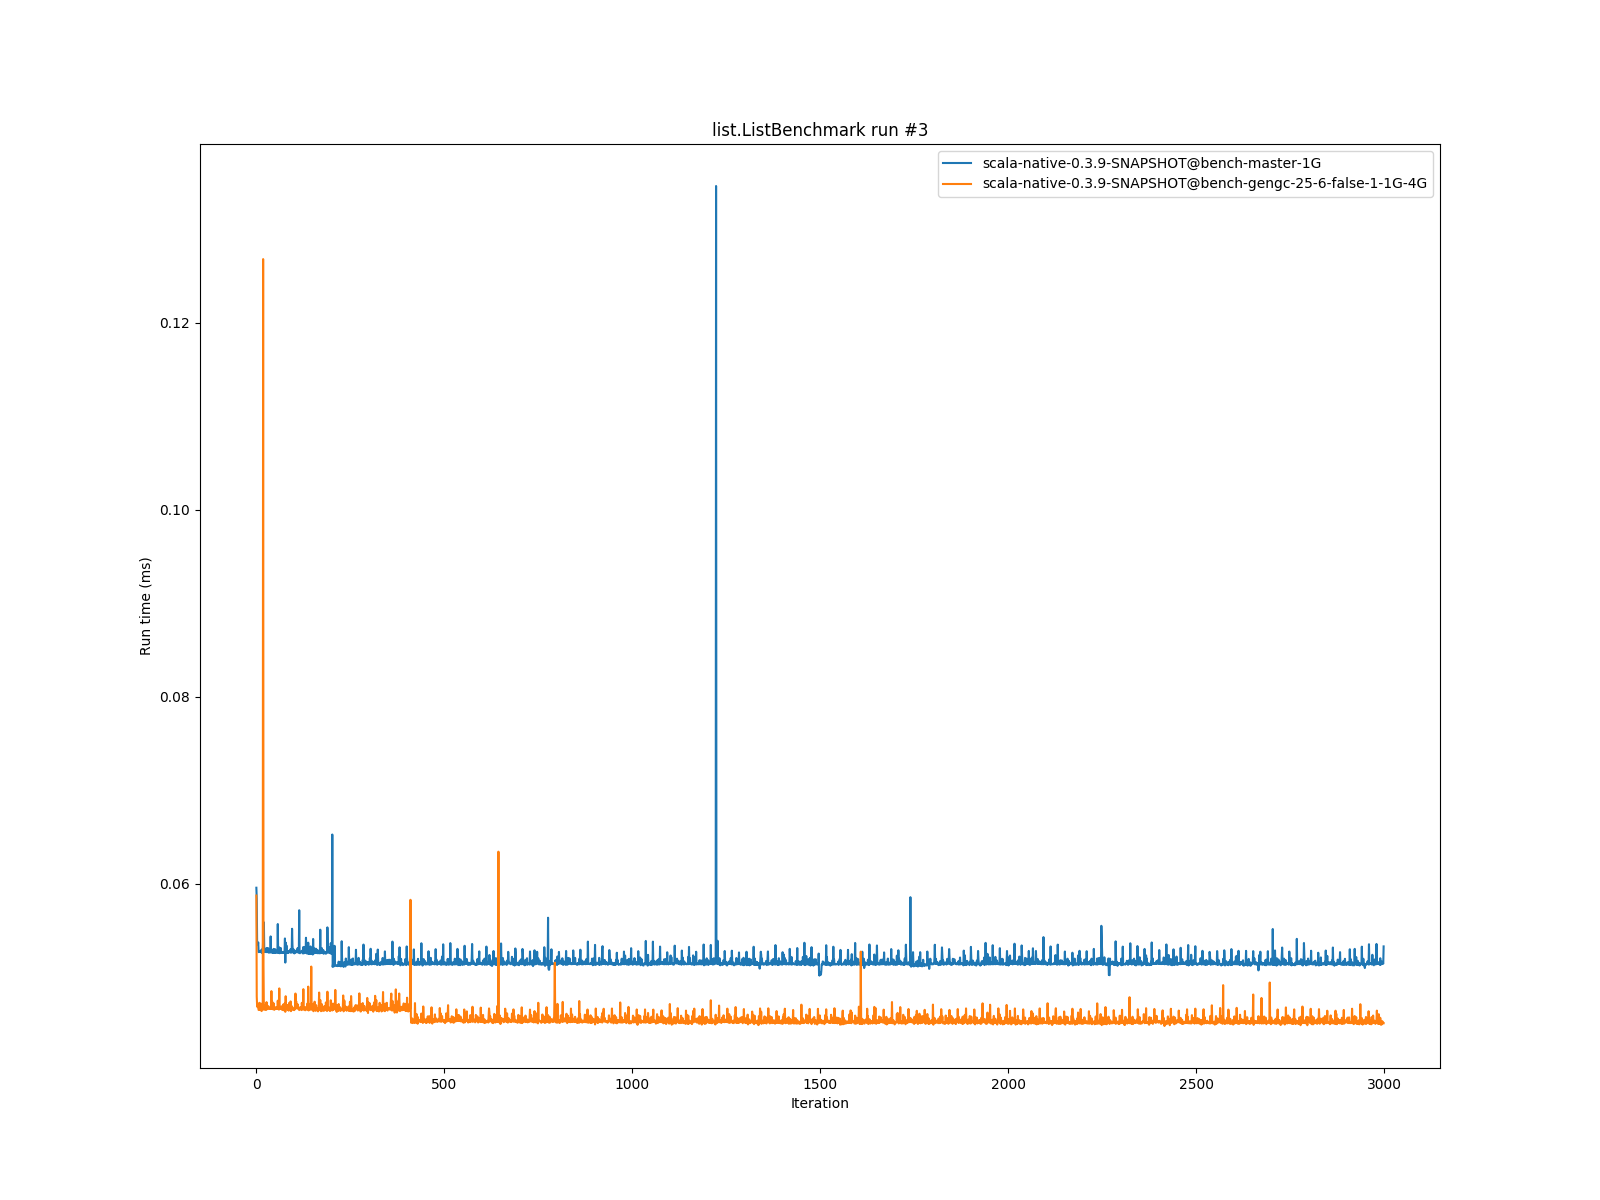 list.ListBenchmark run #3
scala-native-0.3.9-SNAPSHOT@bench-master-1G
scala-native-0.3.9-SNAPSHOT@bench-gengc-25-6-false-1-1G-4G
Run time (ms)
0.12
0.10
0.08
0.06
0 500 1000 1500 2000 2500 3000
Iteration